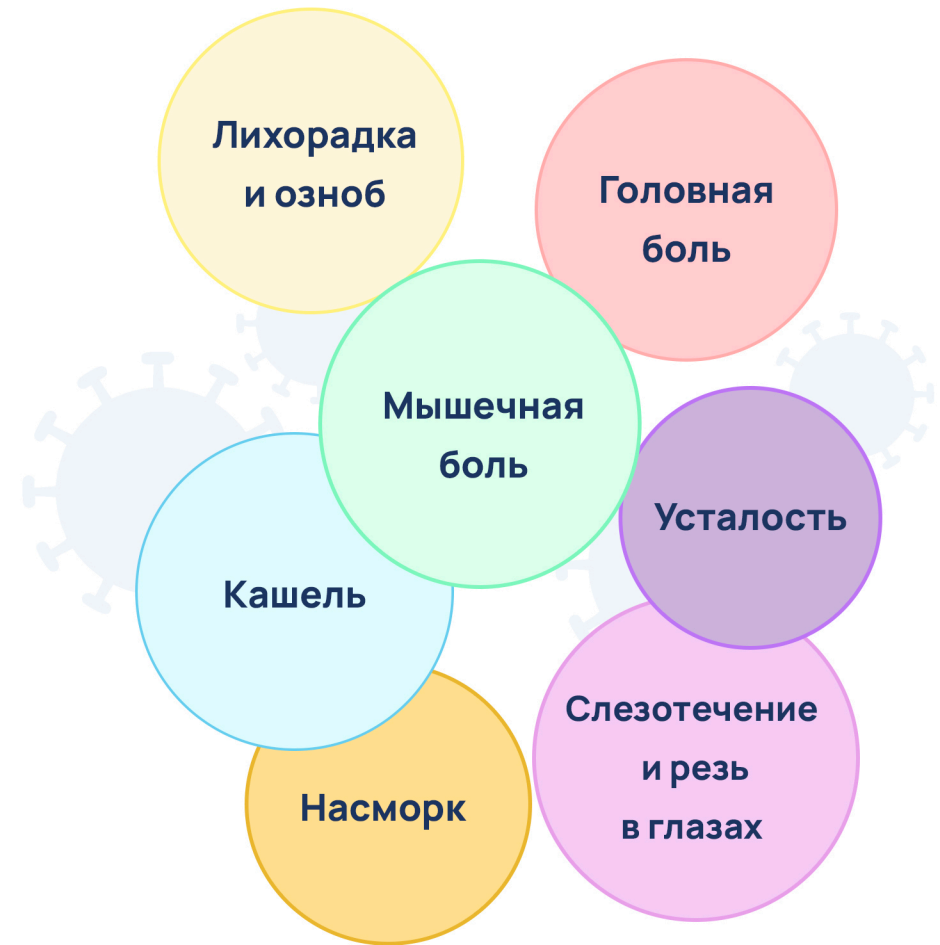 Лихорадка
и озноб
Головная
боль
Мышечная
боль
Усталость
Кашель
Слезотечение
и резь
в глазах
Насморк